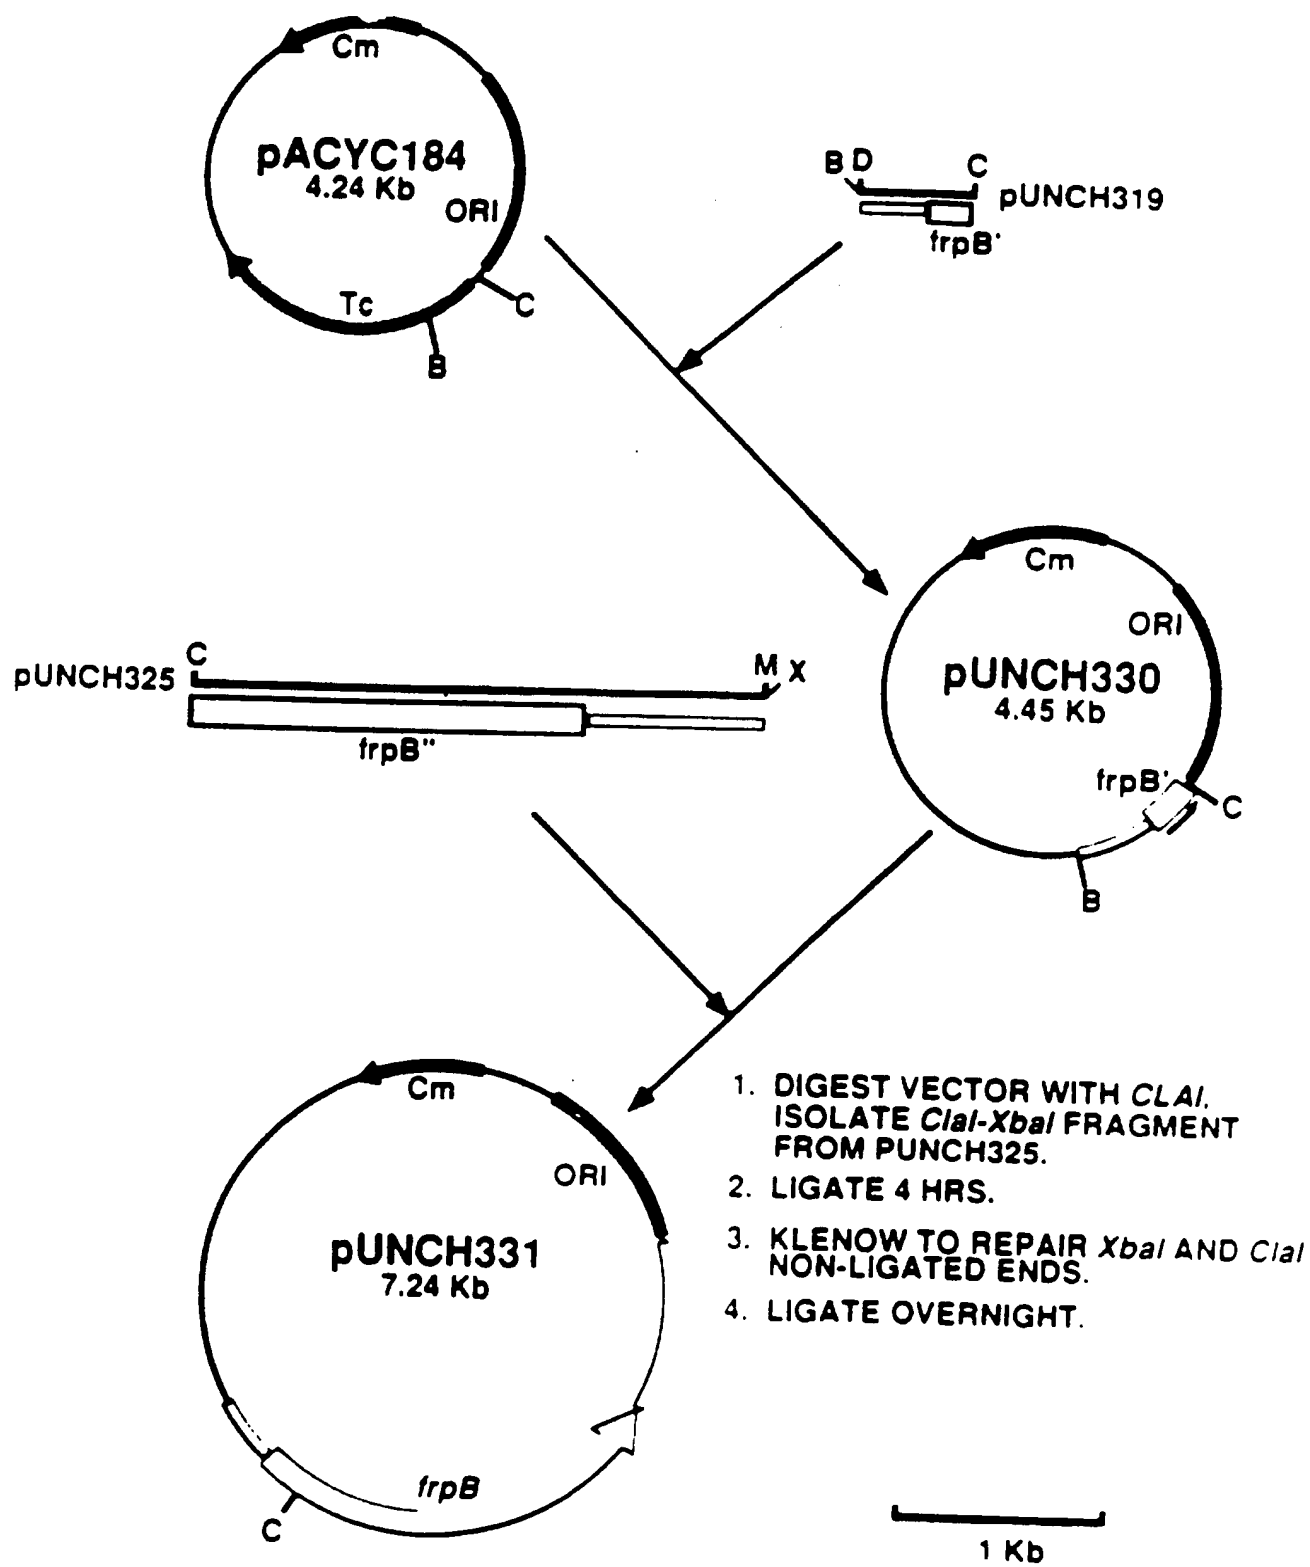 Cm
pACYC184
4.24 Kb
ORI
Tc
C
B
B D
C
pUNCH319
frpB'
pUNCH325
C
M X
frpB"
Cm
ORI
pUNCH330
4.45 Kb
frpB'
C
B
Cm
ORI
pUNCH331
7.24 Kb
frpB
C
1. DIGEST VECTOR WITH CLAI.
ISOLATE ClaI-XbaI FRAGMENT
FROM PUNCH325.
2. LIGATE 4 HRS.
3. KLENOW TO REPAIR XbaI AND ClaI
NON-LIGATED ENDS.
4. LIGATE OVERNIGHT.
1 Kb